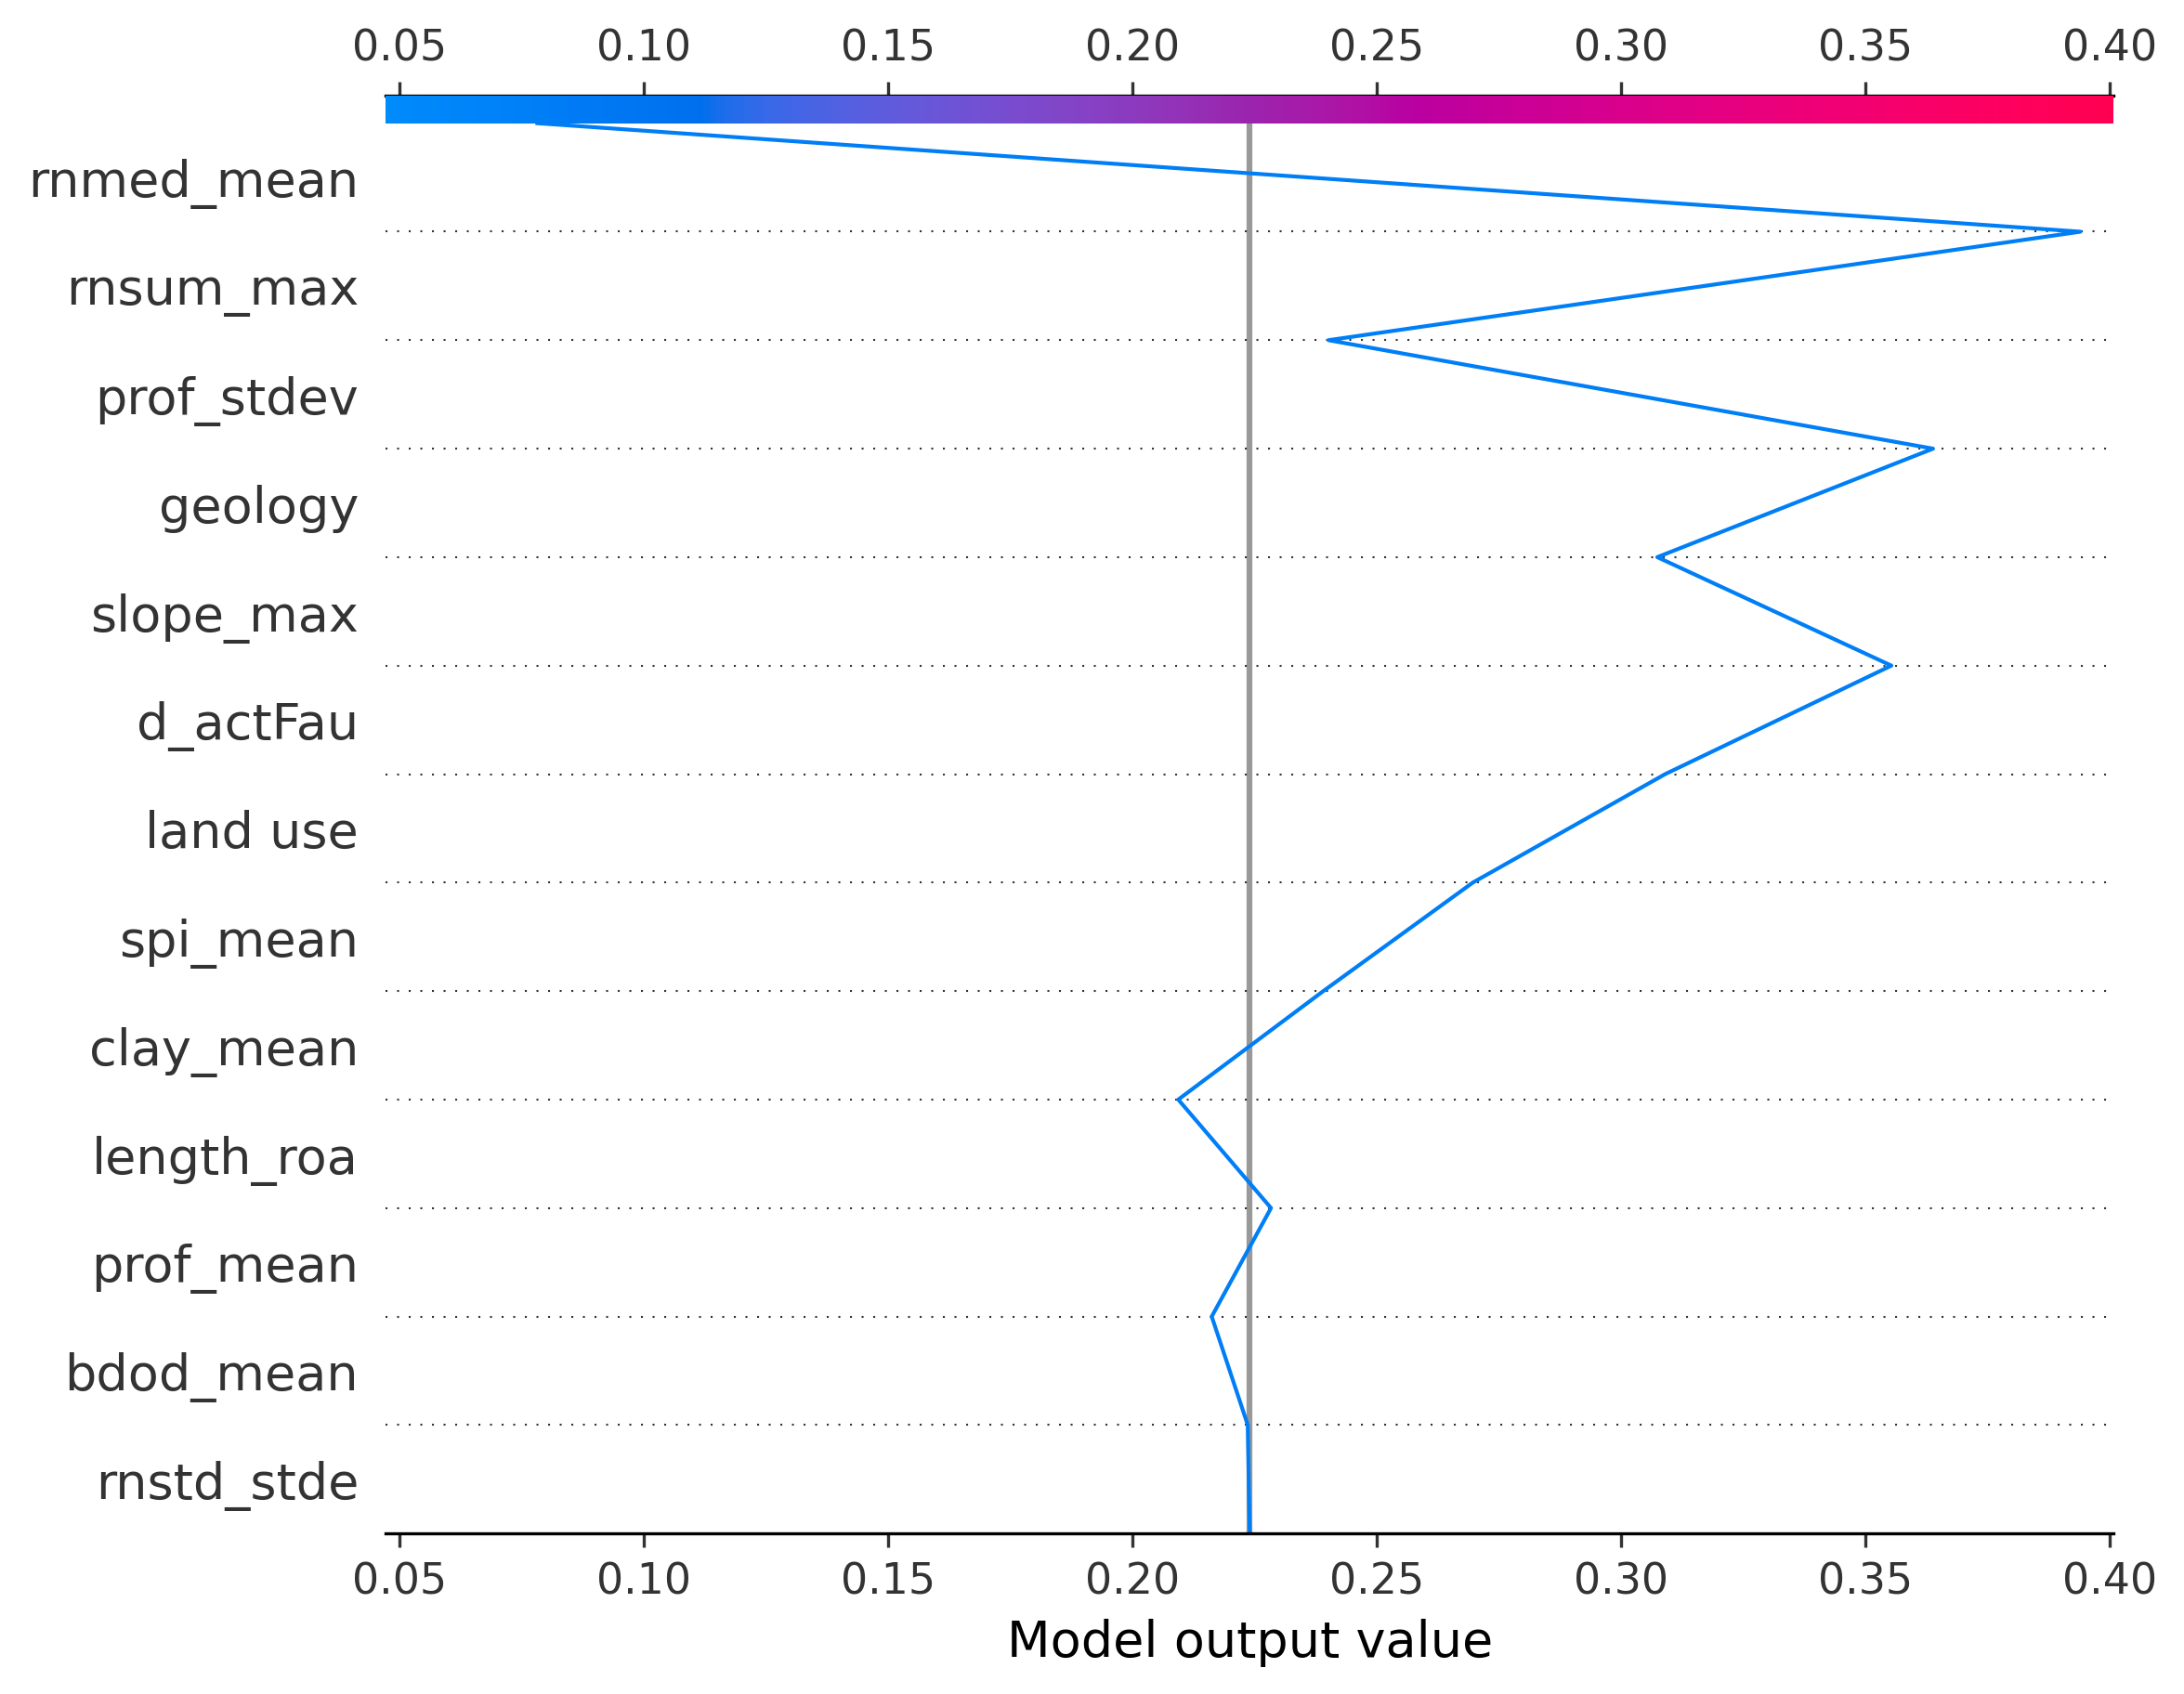 0.05 0.10 0.15 0.20 0.25 0.30 0.35 0.40
rnmed_mean
rnsum_max
prof_stdev
geology
slope_max
d_actFau
land use
spi_mean
clay_mean
length_roa
prof_mean
bdod_mean
rnstd_stde
0.05 0.10 0.15 0.20 0.25 0.30 0.35 0.40
Model output value